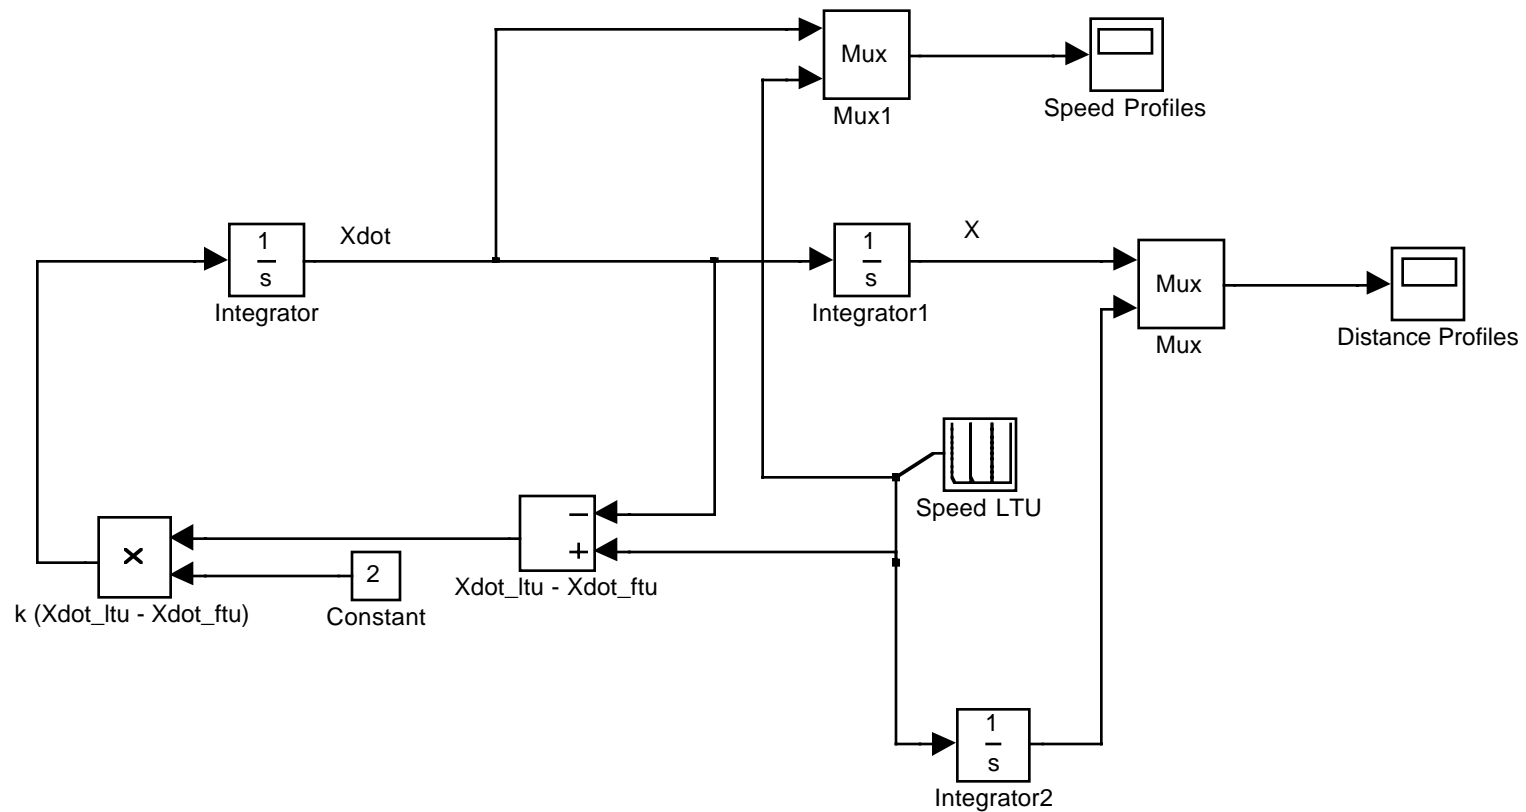 Mux
Mux1
Speed Profiles
Xdot
X
1
s
Integrator
1
s
Integrator1
Mux
Mux
Distance Profiles
Speed LTU
−
+
Xdot_ltu - Xdot_ftu
×
k (Xdot_ltu - Xdot_ftu)
2
Constant
1
s
Integrator2